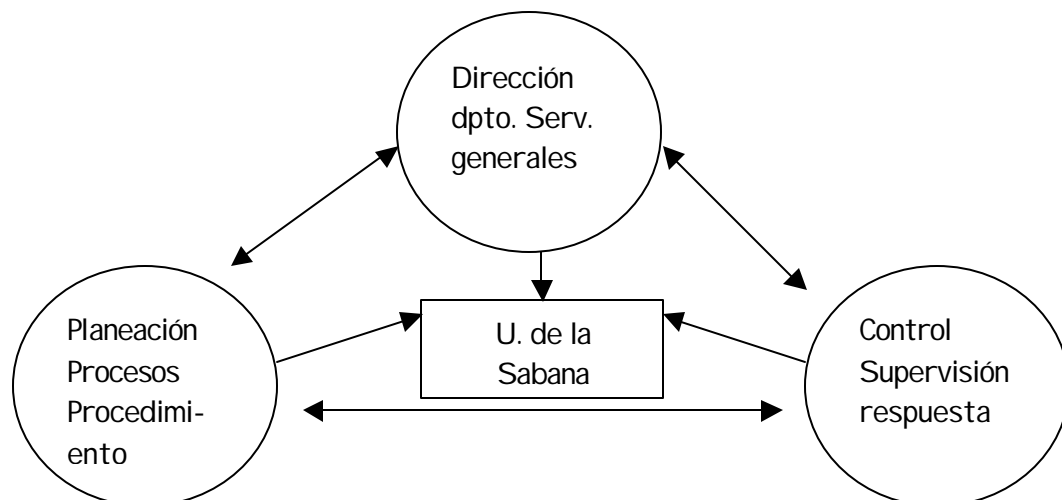 Dirección
dpto. Serv.
generales
Planeación
Procesos
Procedimi-
ento
U. de la
Sabana
Control
Supervisión
respuesta